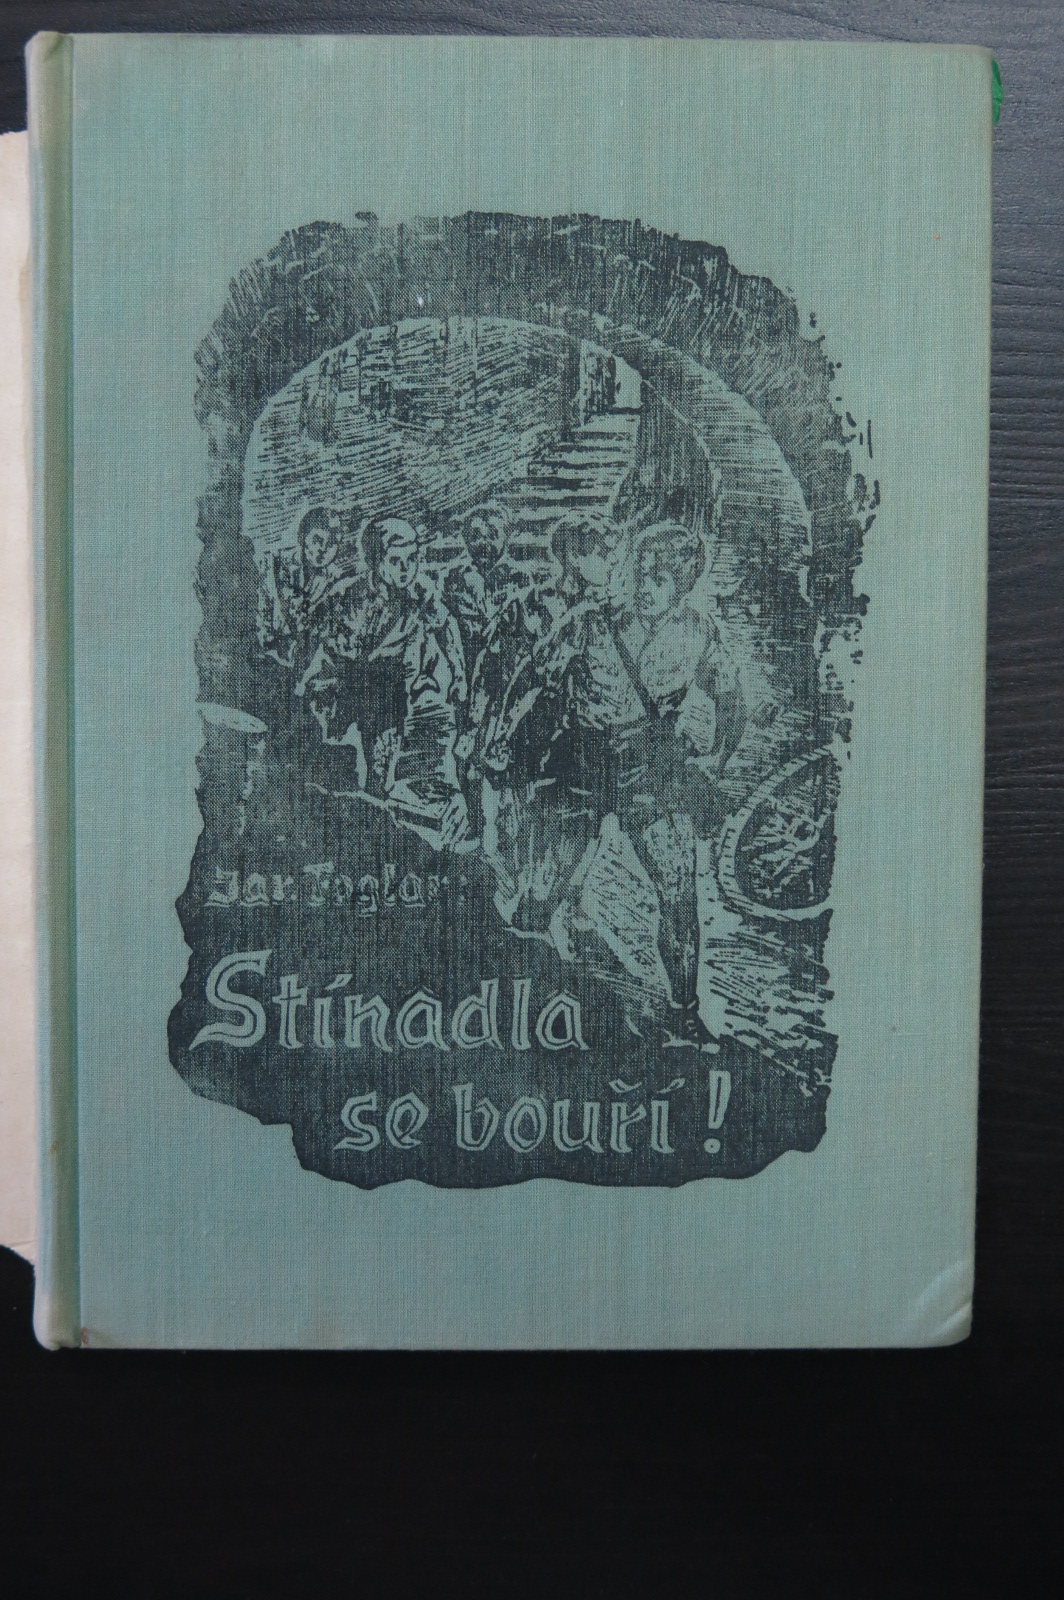 Jar. Foglar:
Stínadla
se bouří!